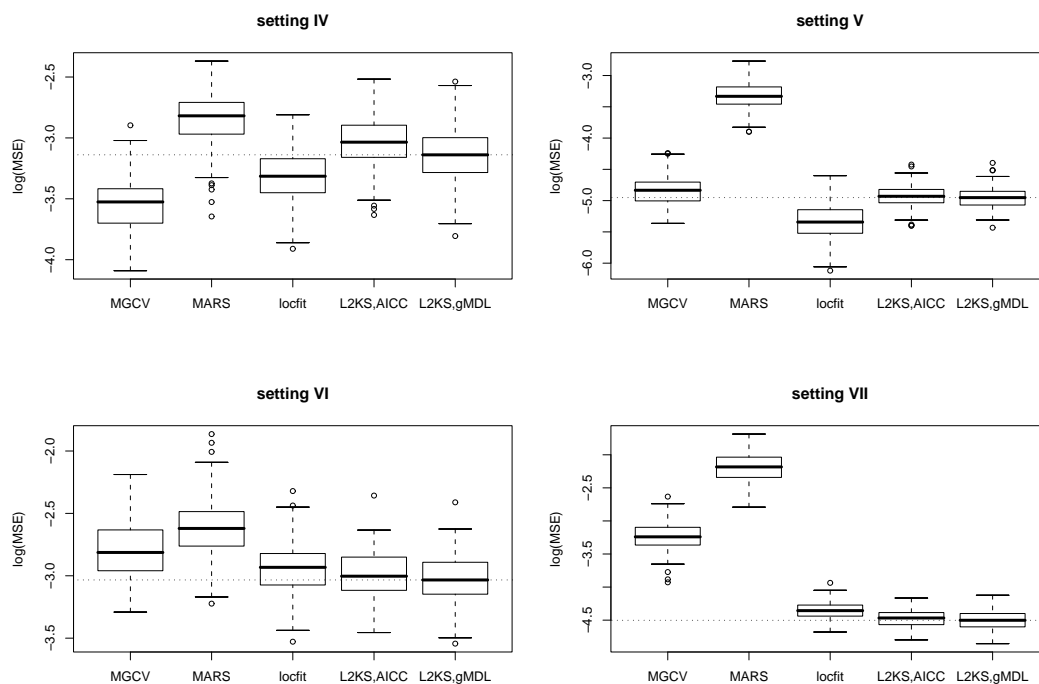 setting IV
log(MSE)
−2.5
−3.0
−3.5
−4.0
MGCV MARS locfit L2KS,AICC L2KS,gMDL
setting V
log(MSE)
−3.0
−4.0
−5.0
−6.0
MGCV MARS locfit L2KS,AICC L2KS,gMDL
setting VI
log(MSE)
−2.0
−2.5
−3.0
−3.5
MGCV MARS locfit L2KS,AICC L2KS,gMDL
setting VII
log(MSE)
−2.5
−3.5
−4.5
MGCV MARS locfit L2KS,AICC L2KS,gMDL